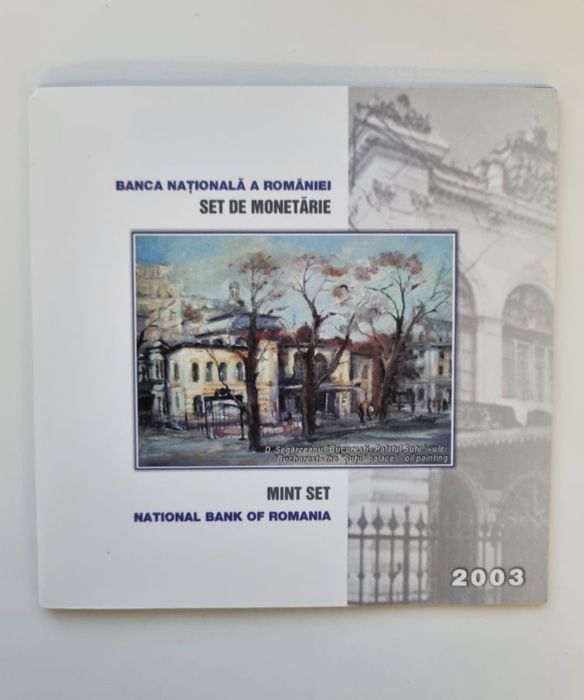 BANCA NAȚIONALĂ A ROMÂNIEI
SET DE MONETĂRIE
D. Segărceanu "București - Palatul Suțu" - ulei
Bucharest - the "Suțu" palace" - oil painting
MINT SET
NATIONAL BANK OF ROMANIA
2003